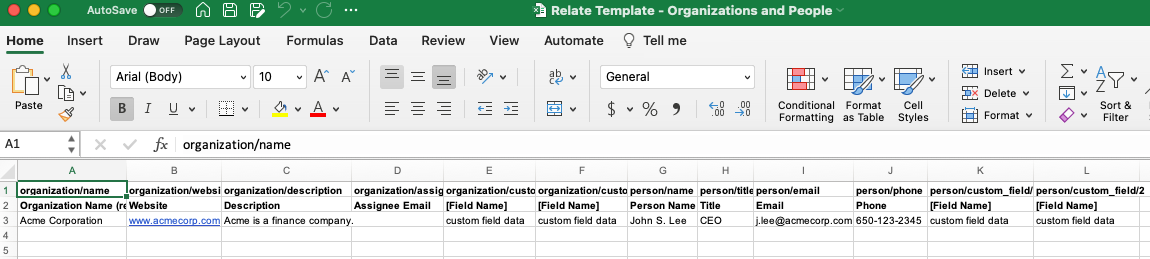 AutoSave OFF Relate Template - Organizations and People
Home Insert Draw Page Layout Formulas Data Review View Automate Tell me
Paste Arial (Body) 10 A A General Insert
B I U A $ % Delete
Conditional Format Cell Format Sort &
Formatting as Table Styles Filter
A1 fx organization/name
A B C D E F G H I J K L
1 organization/name organization/websi organization/description organization/assig organization/custo organization/custo person/name person/title person/email person/phone person/custom_field/ person/custom_field/2
2 Organization Name (re Website Description Assignee Email [Field Name] [Field Name] Person Name Title Email Phone [Field Name] [Field Name]
3 Acme Corporation www.acmecorp.com Acme is a finance company. custom field data custom field data John S. Lee CEO j.lee@acmecorp.com 650-123-2345 custom field data custom field data
4
5